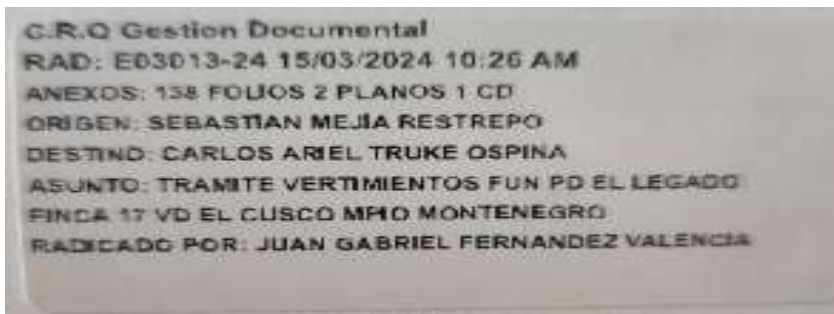 C.R.Q Gestion Documental
RAD: E03013-24 15/03/2024 10:26 AM
ANEXOS: 138 FOLIOS 2 PLANOS 1 CD
ORIGEN: SEBASTIAN MEJIA RESTREPO
DESTINO: CARLOS ARIEL TRUKE OSPINA
ASUNTO: TRAMITE VERTIMIENTOS FUN PD EL LEGADO
FINCA 17 VD EL CUSCO MPIO MONTENEGRO
RADICADO POR: JUAN GABRIEL FERNANDEZ VALENCIA